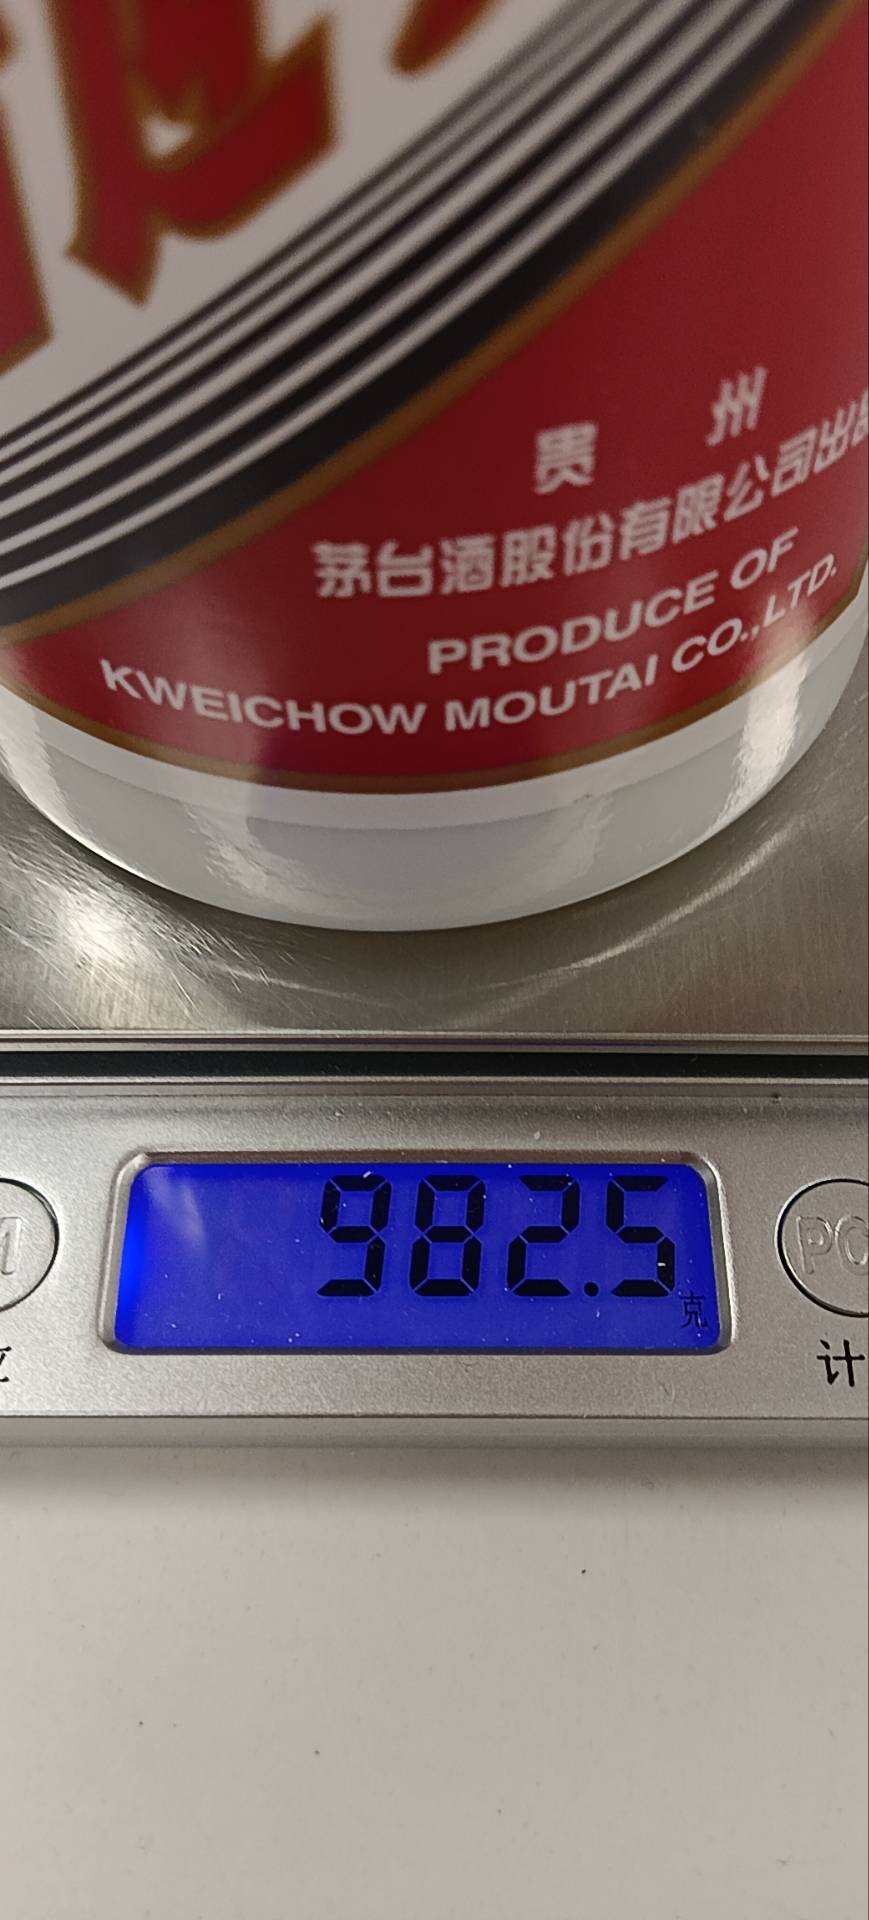 贵 州
茅台酒股份有限公司出品
PRODUCE OF
KWEICHOW MOUTAI CO.,LTD.
982.5
克
PC
计